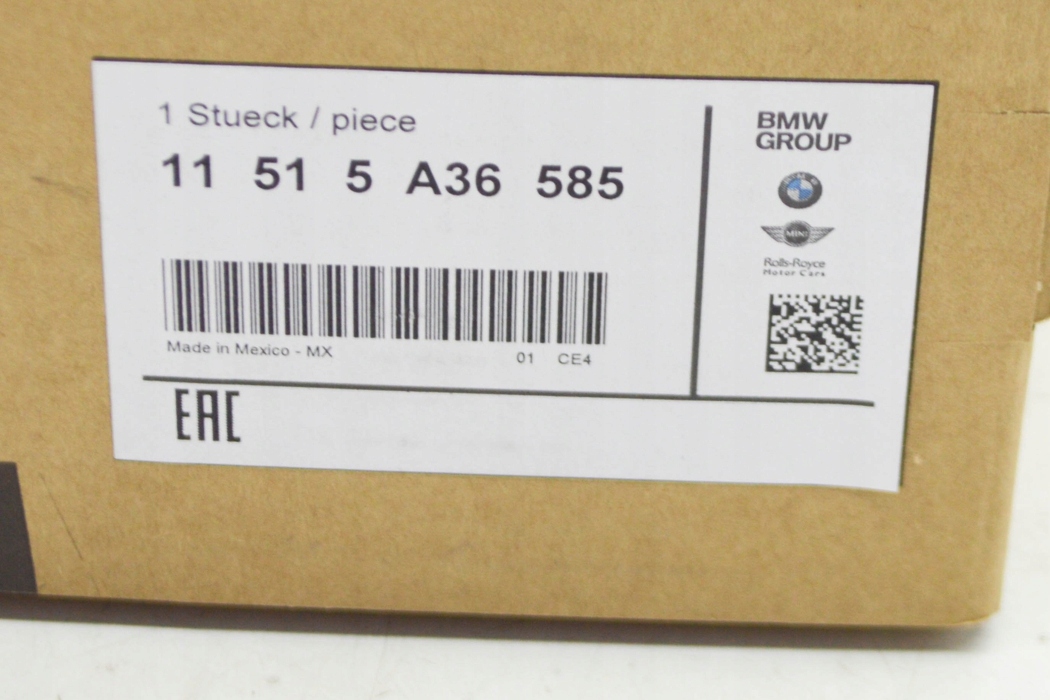 1 Stueck / piece
11 51 5 A36 585
Made in Mexico - MX 01 CE4
EAC
BMW
GROUP
MINI
Rolls-Royce
Motor Cars